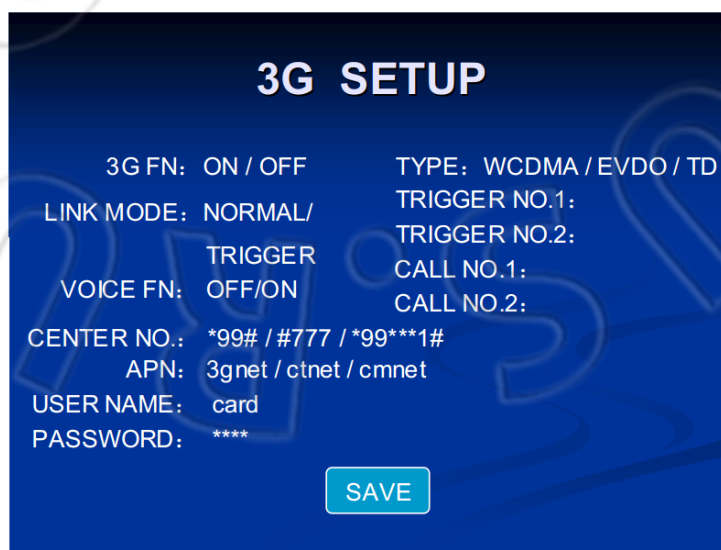 3G SETUP
3G FN： ON / OFF
TYPE： WCDMA / EVDO / TD
LINK MODE： NORMAL/
TRIGGER
TRIGGER NO.1：
TRIGGER NO.2：
VOICE FN： OFF/ON
CALL NO.1：
CALL NO.2：
CENTER NO.： *99# / #777 / *99***1#
APN： 3gnet / ctnet / cmnet
USER NAME： card
PASSWORD： ****
SAVE